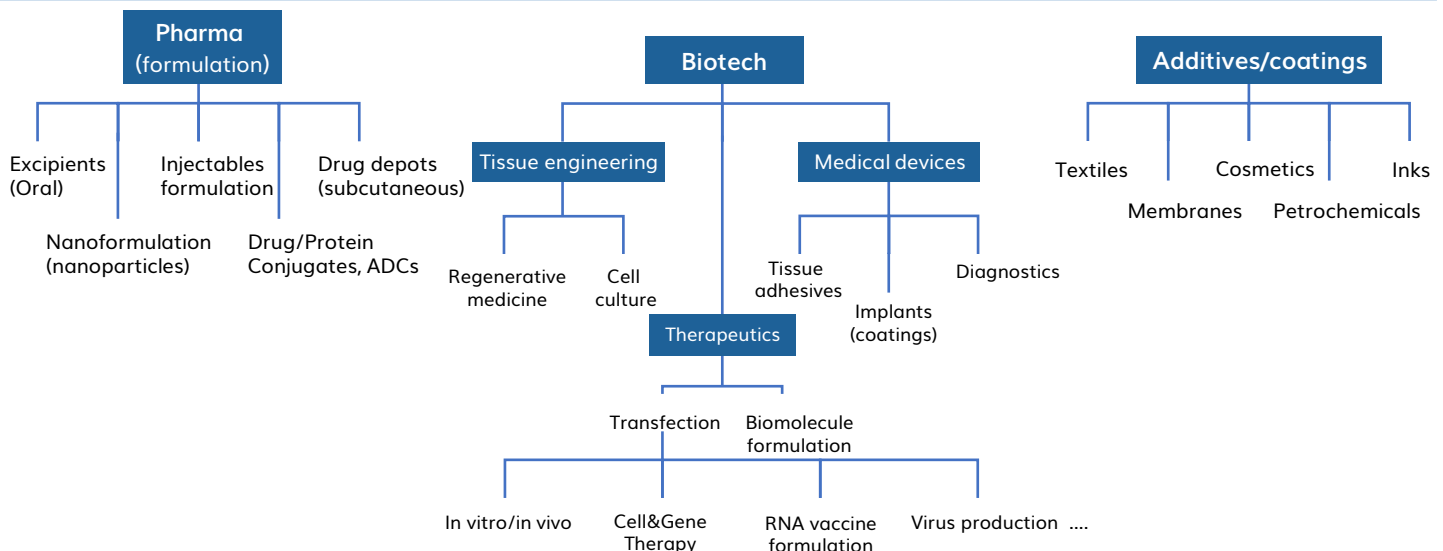 Pharma
(formulation)
Biotech
Additives/coatings
Excipients
(Oral)
Injectables
formulation
Drug depots
(subcutaneous)
Nanoformulation
(nanoparticles)
Drug/Protein
Conjugates, ADCs
Tissue engineering
Medical devices
Regenerative
medicine
Cell
culture
Tissue
adhesives
Implants
(coatings)
Diagnostics
Therapeutics
Transfection
Biomolecule
formulation
In vitro/in vivo
Cell&Gene
Therapy
RNA vaccine
formulation
Virus production ....
Textiles
Membranes
Cosmetics
Petrochemicals
Inks